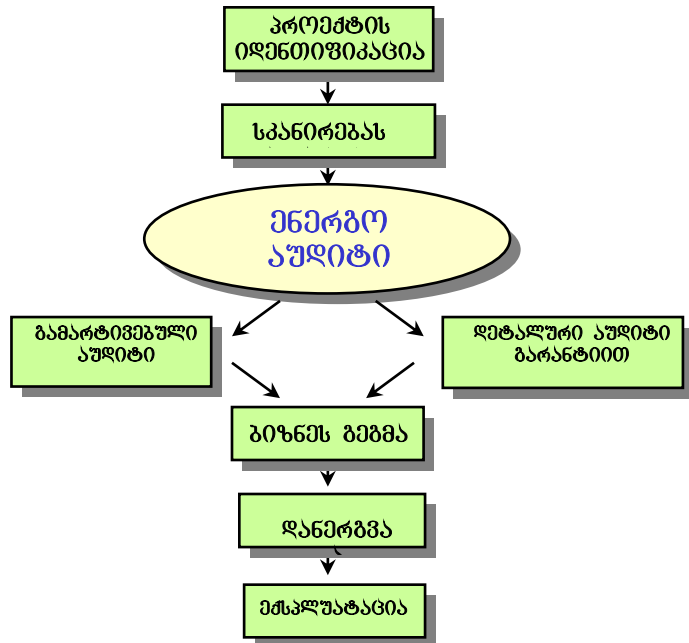 პროექტის
იდენთიფიკაცია
სკანირებას
ენერგო
აუდიტი
გამარტივებული
აუდიტი
დეტალური აუდიტი
გარანტიით
ბიზნეს გეგმა
დანერგვა
ექსპლუატაცია